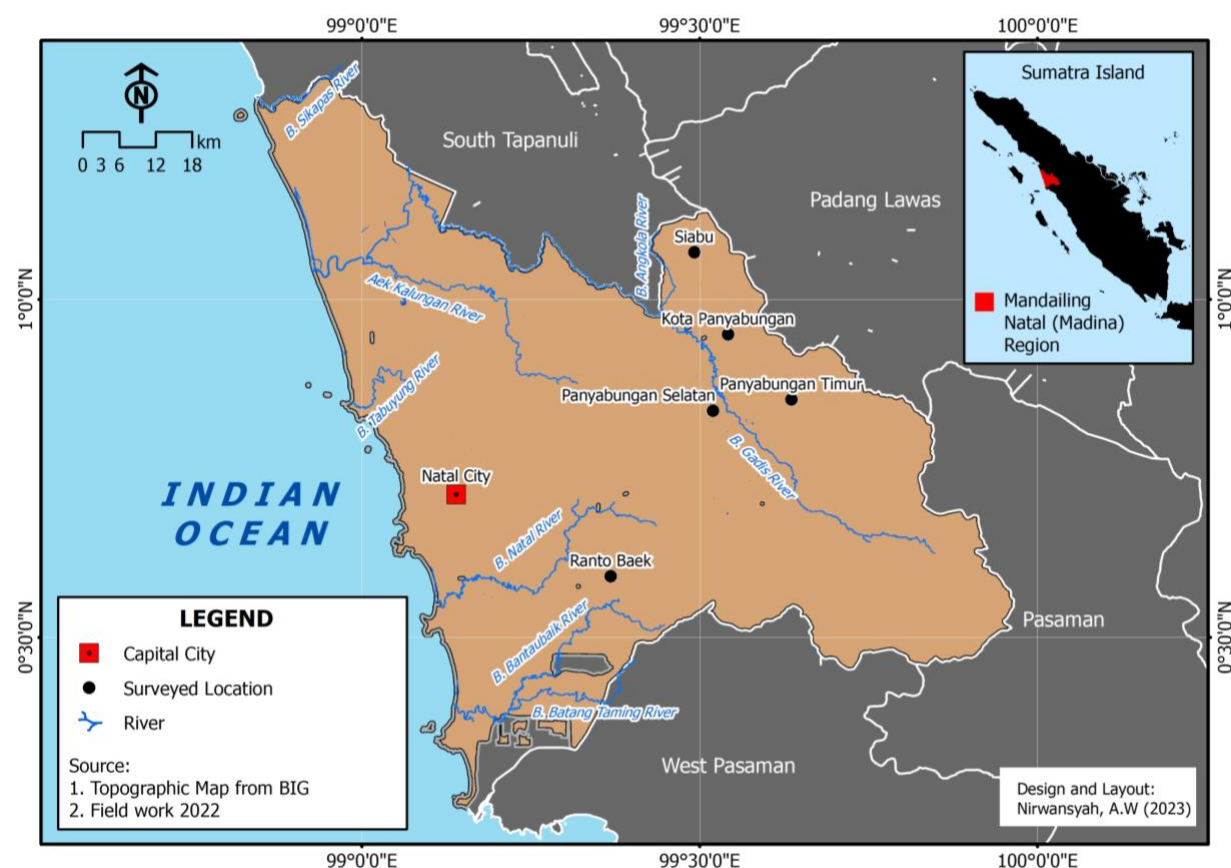 99°0'0"E
99°30'0"E
100°0'0"E
N
km
0 3 6 12 18
B. Sikapas River
South Tapanuli
Padang Lawas
Sumatra Island
Mandailing
Natal (Madina)
Region
1°0'0"N
1°0'0"N
B. Angkola River
Siabu
Aek Kalungan River
Kota Panyabungan
B. Tabuyung River
Panyabungan Selatan
Panyabungan Timur
B. Gadis River
Natal City
INDIAN
OCEAN
B. Natal River
Ranto Baek
B. Bantaubaik River
B. Batang Taming River
Pasaman
West Pasaman
0°30'0"N
0°30'0"N
LEGEND
Capital City
Surveyed Location
River
Source:
1. Topographic Map from BIG
2. Field work 2022
Design and Layout:
Nirwansyah, A.W (2023)
99°0'0"E
99°30'0"E
100°0'0"E